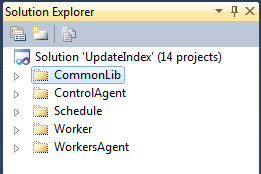 Solution Explorer
Solution 'UpdateIndex' (14 projects)
CommonLib
ControlAgent
Schedule
Worker
WorkersAgent